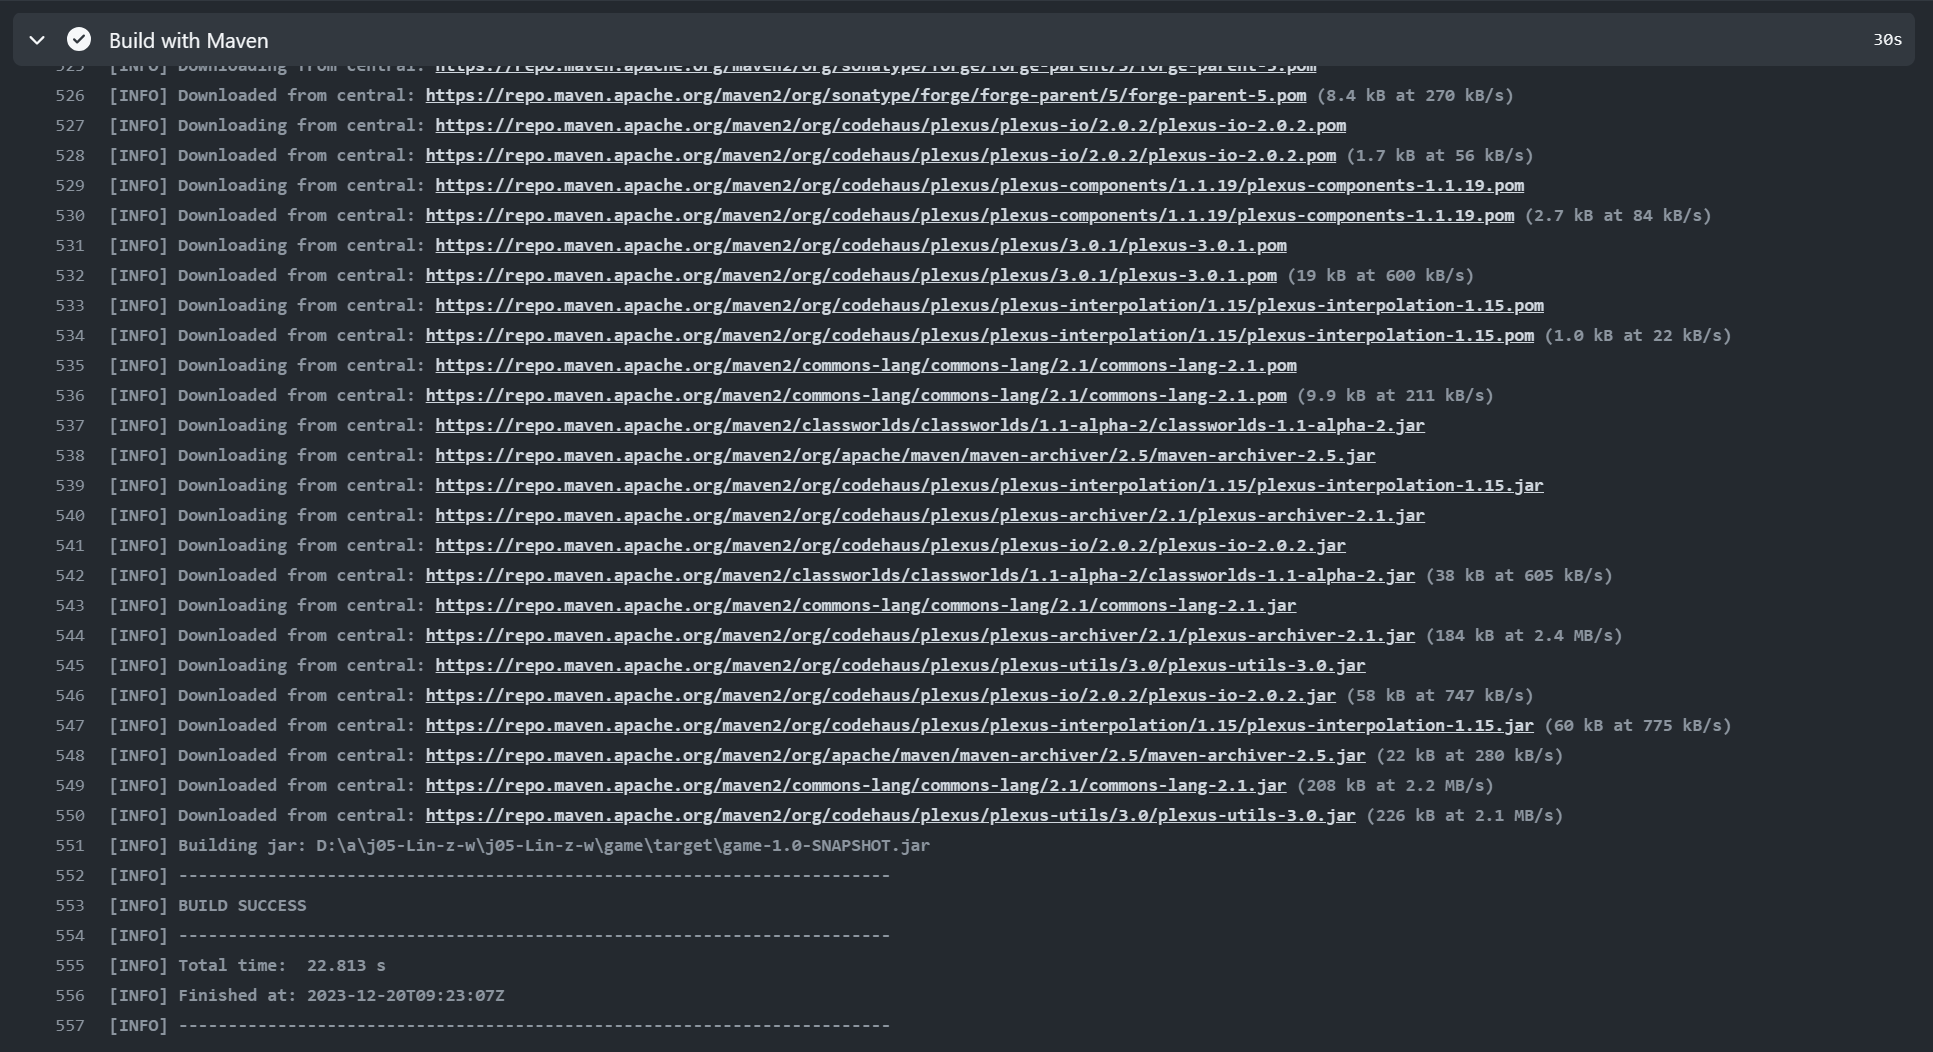 Build with Maven
30s
525 [INFO] Downloading from central: https://repo.maven.apache.org/maven2/org/sonatype/forge/forge-parent/5/forge-parent-5.pom
526 [INFO] Downloaded from central: https://repo.maven.apache.org/maven2/org/sonatype/forge/forge-parent/5/forge-parent-5.pom (8.4 kB at 270 kB/s)
527 [INFO] Downloading from central: https://repo.maven.apache.org/maven2/org/codehaus/plexus/plexus-io/2.0.2/plexus-io-2.0.2.pom
528 [INFO] Downloaded from central: https://repo.maven.apache.org/maven2/org/codehaus/plexus/plexus-io/2.0.2/plexus-io-2.0.2.pom (1.7 kB at 56 kB/s)
529 [INFO] Downloading from central: https://repo.maven.apache.org/maven2/org/codehaus/plexus/plexus-components/1.1.19/plexus-components-1.1.19.pom
530 [INFO] Downloaded from central: https://repo.maven.apache.org/maven2/org/codehaus/plexus/plexus-components/1.1.19/plexus-components-1.1.19.pom (2.7 kB at 84 kB/s)
531 [INFO] Downloading from central: https://repo.maven.apache.org/maven2/org/codehaus/plexus/plexus/3.0.1/plexus-3.0.1.pom
532 [INFO] Downloaded from central: https://repo.maven.apache.org/maven2/org/codehaus/plexus/plexus/3.0.1/plexus-3.0.1.pom (19 kB at 600 kB/s)
533 [INFO] Downloading from central: https://repo.maven.apache.org/maven2/org/codehaus/plexus/plexus-interpolation/1.15/plexus-interpolation-1.15.pom
534 [INFO] Downloaded from central: https://repo.maven.apache.org/maven2/org/codehaus/plexus/plexus-interpolation/1.15/plexus-interpolation-1.15.pom (1.0 kB at 22 kB/s)
535 [INFO] Downloading from central: https://repo.maven.apache.org/maven2/commons-lang/commons-lang/2.1/commons-lang-2.1.pom
536 [INFO] Downloaded from central: https://repo.maven.apache.org/maven2/commons-lang/commons-lang/2.1/commons-lang-2.1.pom (9.9 kB at 211 kB/s)
537 [INFO] Downloading from central: https://repo.maven.apache.org/maven2/classworlds/classworlds/1.1-alpha-2/classworlds-1.1-alpha-2.jar
538 [INFO] Downloading from central: https://repo.maven.apache.org/maven2/org/apache/maven/maven-archiver/2.5/maven-archiver-2.5.jar
539 [INFO] Downloading from central: https://repo.maven.apache.org/maven2/org/codehaus/plexus/plexus-interpolation/1.15/plexus-interpolation-1.15.jar
540 [INFO] Downloading from central: https://repo.maven.apache.org/maven2/org/codehaus/plexus/plexus-archiver/2.1/plexus-archiver-2.1.jar
541 [INFO] Downloading from central: https://repo.maven.apache.org/maven2/org/codehaus/plexus/plexus-io/2.0.2/plexus-io-2.0.2.jar
542 [INFO] Downloaded from central: https://repo.maven.apache.org/maven2/classworlds/classworlds/1.1-alpha-2/classworlds-1.1-alpha-2.jar (38 kB at 605 kB/s)
543 [INFO] Downloading from central: https://repo.maven.apache.org/maven2/commons-lang/commons-lang/2.1/commons-lang-2.1.jar
544 [INFO] Downloaded from central: https://repo.maven.apache.org/maven2/org/codehaus/plexus/plexus-archiver/2.1/plexus-archiver-2.1.jar (184 kB at 2.4 MB/s)
545 [INFO] Downloading from central: https://repo.maven.apache.org/maven2/org/codehaus/plexus/plexus-utils/3.0/plexus-utils-3.0.jar
546 [INFO] Downloaded from central: https://repo.maven.apache.org/maven2/org/codehaus/plexus/plexus-io/2.0.2/plexus-io-2.0.2.jar (58 kB at 747 kB/s)
547 [INFO] Downloaded from central: https://repo.maven.apache.org/maven2/org/codehaus/plexus/plexus-interpolation/1.15/plexus-interpolation-1.15.jar (60 kB at 775 kB/s)
548 [INFO] Downloaded from central: https://repo.maven.apache.org/maven2/org/apache/maven/maven-archiver/2.5/maven-archiver-2.5.jar (22 kB at 280 kB/s)
549 [INFO] Downloaded from central: https://repo.maven.apache.org/maven2/commons-lang/commons-lang/2.1/commons-lang-2.1.jar (208 kB at 2.2 MB/s)
550 [INFO] Downloaded from central: https://repo.maven.apache.org/maven2/org/codehaus/plexus/plexus-utils/3.0/plexus-utils-3.0.jar (226 kB at 2.1 MB/s)
551 [INFO] Building jar: D:\a\j05-Lin-z-w\j05-Lin-z-w\game\target\game-1.0-SNAPSHOT.jar
552 [INFO] ------------------------------------------------------------------------
553 [INFO] BUILD SUCCESS
554 [INFO] ------------------------------------------------------------------------
555 [INFO] Total time:  22.813 s
556 [INFO] Finished at: 2023-12-20T09:23:07Z
557 [INFO] ------------------------------------------------------------------------